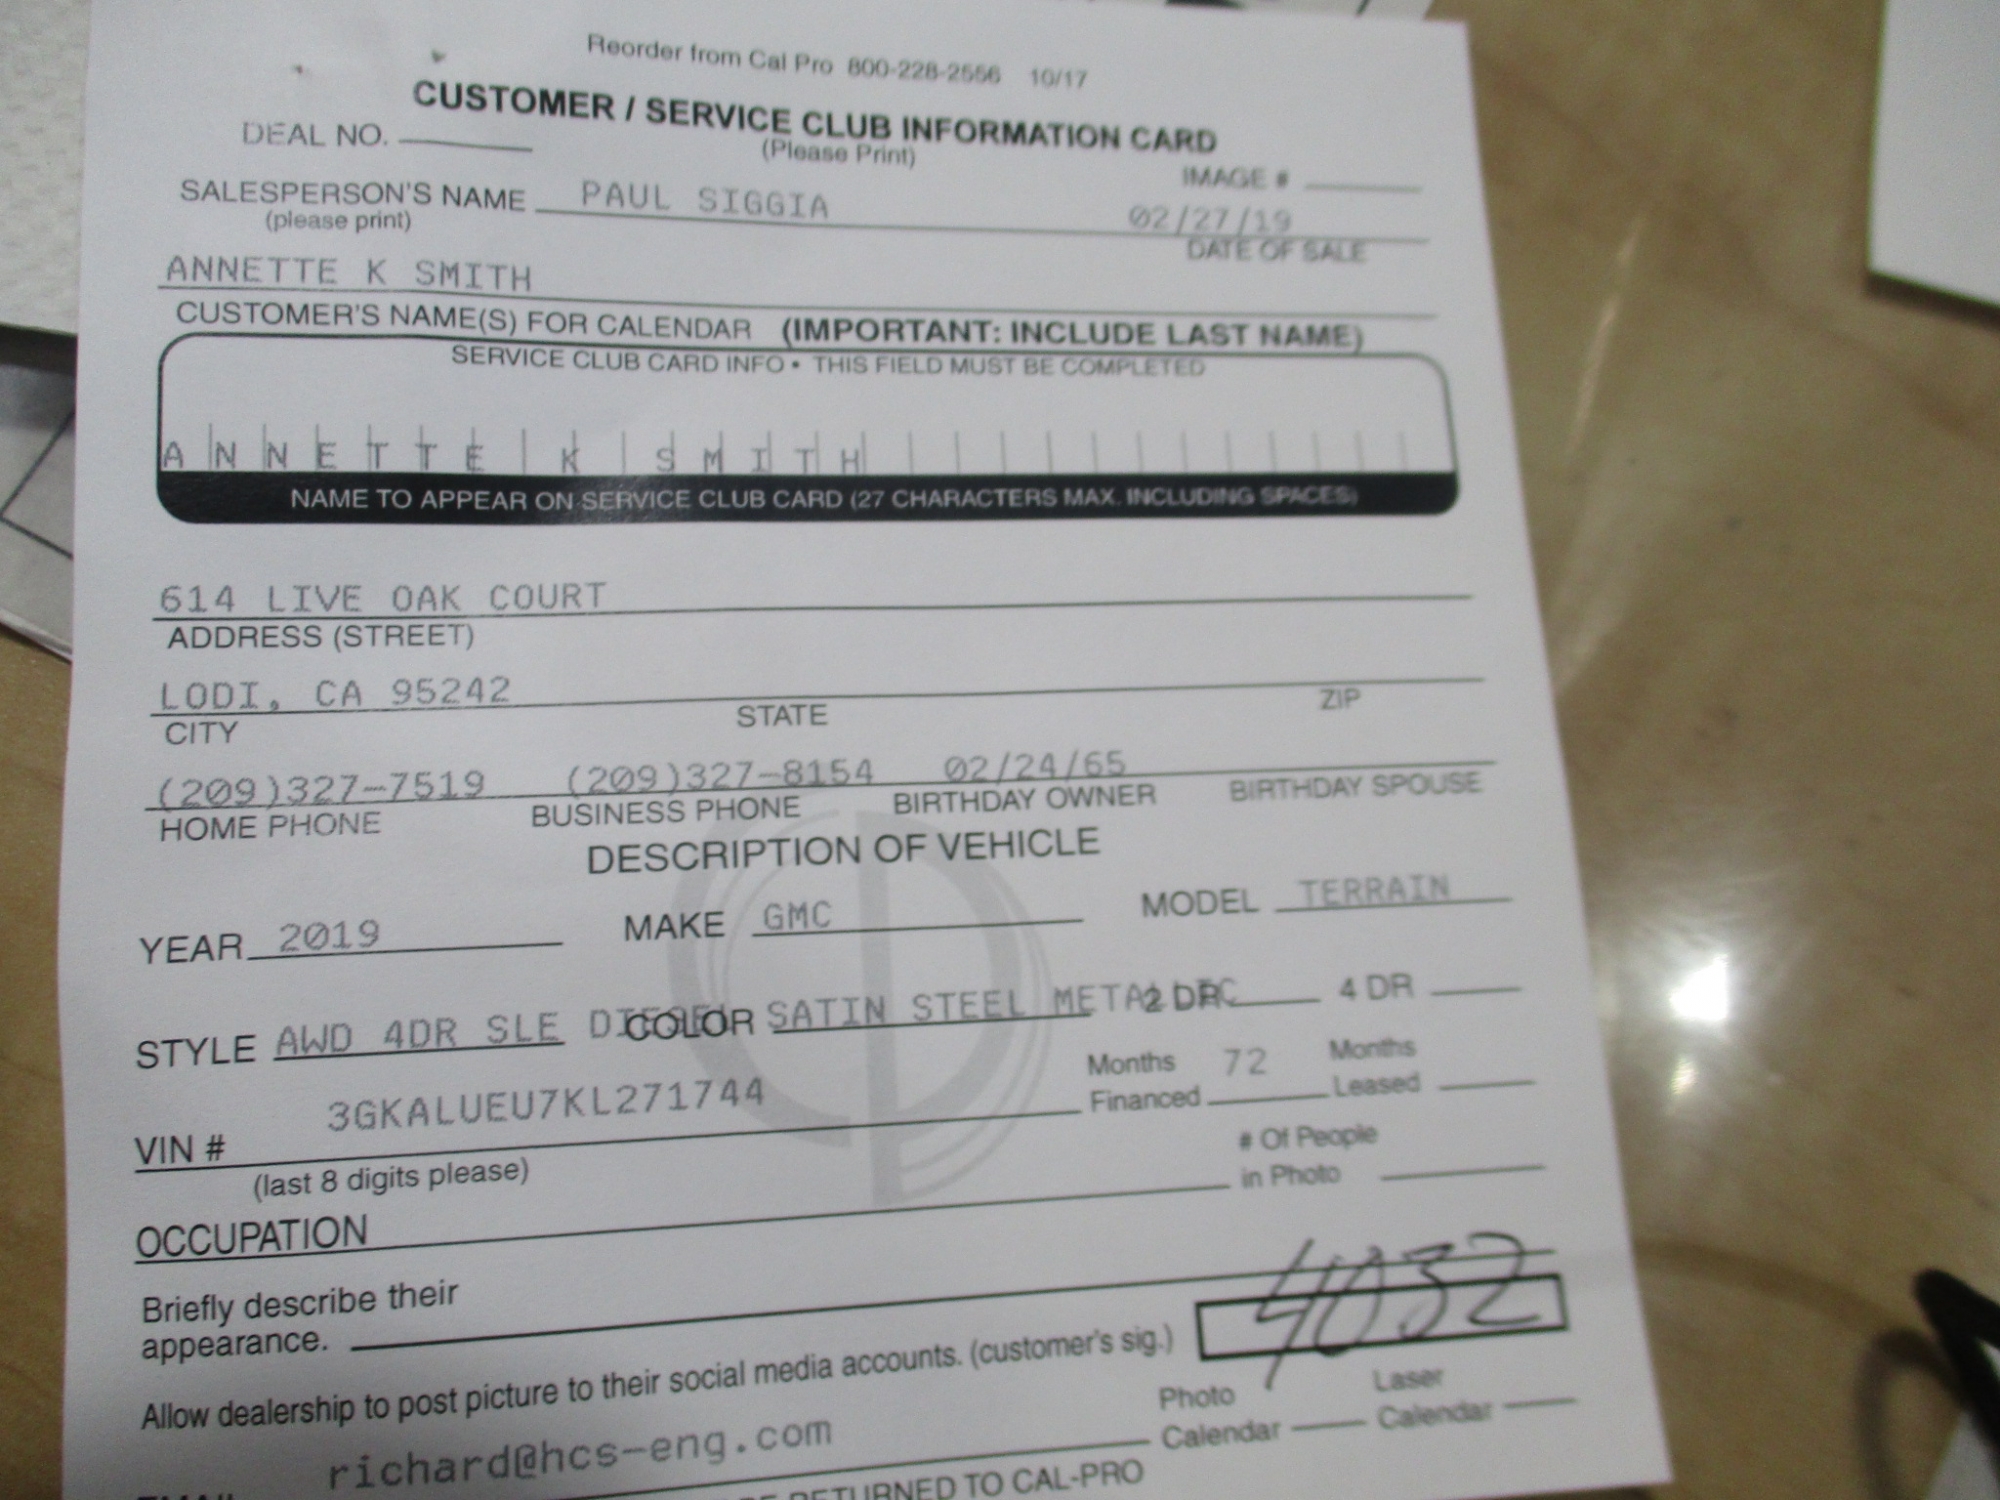 Reorder from Cal Pro 800-228-2556 10/17
CUSTOMER / SERVICE CLUB INFORMATION CARD
DEAL NO. (Please Print)
IMAGE #
SALESPERSON'S NAME PAUL SIGGIA 02/27/19
(please print) DATE OF SALE
ANNETTE K SMITH
CUSTOMER'S NAME(S) FOR CALENDAR (IMPORTANT: INCLUDE LAST NAME)
SERVICE CLUB CARD INFO • THIS FIELD MUST BE COMPLETED
ANNETTE K SMITH
NAME TO APPEAR ON SERVICE CLUB CARD (27 CHARACTERS MAX. INCLUDING SPACES)
614 LIVE OAK COURT
ADDRESS (STREET)
LODI, CA 95242
CITY STATE ZIP
(209)327-7519 (209)327-8154 02/24/65
HOME PHONE BUSINESS PHONE BIRTHDAY OWNER BIRTHDAY SPOUSE
DESCRIPTION OF VEHICLE
YEAR 2019 MAKE GMC MODEL TERRAIN
STYLE AWD 4DR SLE DIESEL COLOR SATIN STEEL METALLIC 2 DR 4 DR
3GKALUEU7KL271744 Months 72 Months
VIN # Financed Leased
(last 8 digits please) # Of People
in Photo
OCCUPATION
Briefly describe their
appearance. 4032
Allow dealership to post picture to their social media accounts. (customer's sig.)
Photo Laser
richard@hcs-eng.com Calendar Calendar
RETURNED TO CAL-PRO